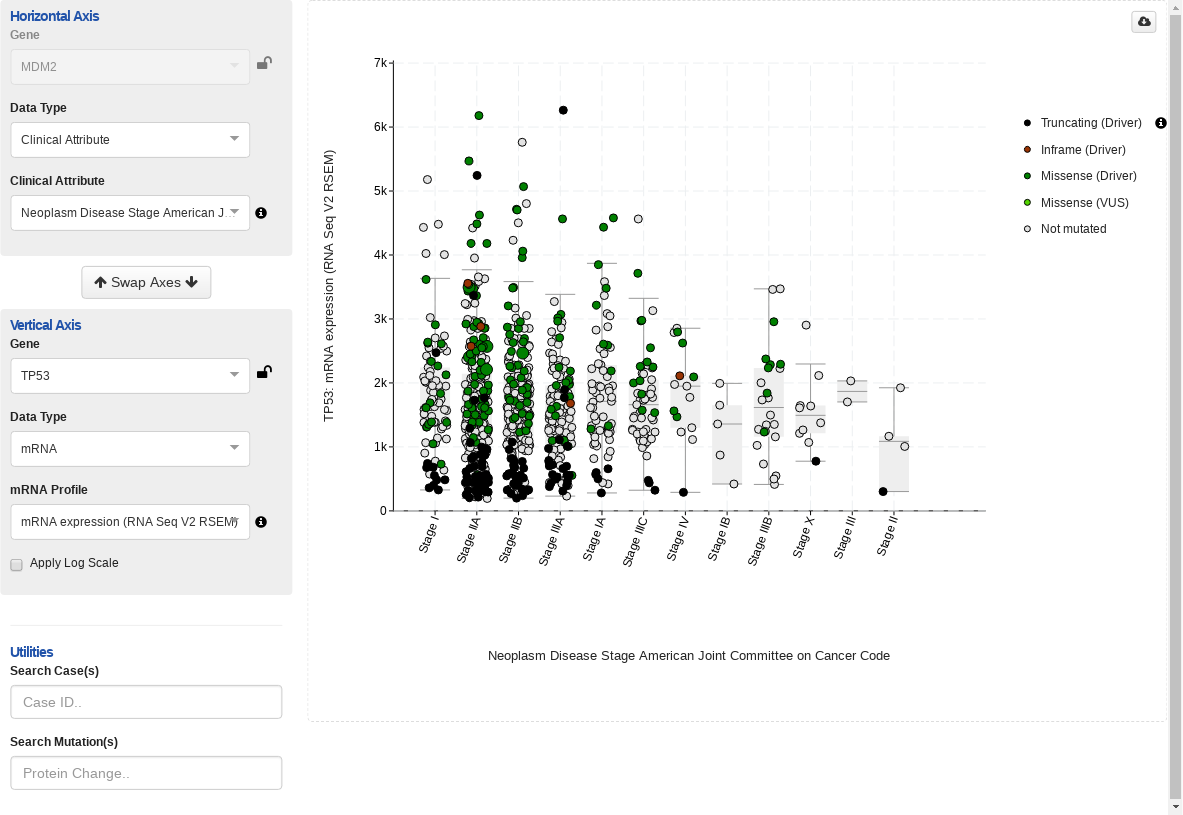 Horizontal Axis
Gene
MDM2
Data Type
Clinical Attribute
Clinical Attribute
Neoplasm Disease Stage American J...
Swap Axes
Vertical Axis
Gene
TP53
Data Type
mRNA
mRNA Profile
mRNA expression (RNA Seq V2 RSEM)
Apply Log Scale
Utilities
Search Case(s)
Case ID..
Search Mutation(s)
Protein Change..
TP53: mRNA expression (RNA Seq V2 RSEM)
7k
6k
5k
4k
3k
2k
1k
0
Stage I
Stage IIA
Stage IIB
Stage IIIA
Stage IA
Stage IIIC
Stage IV
Stage IB
Stage IIIB
Stage X
Stage III
Stage II
Neoplasm Disease Stage American Joint Committee on Cancer Code
Truncating (Driver)
Inframe (Driver)
Missense (Driver)
Missense (VUS)
Not mutated